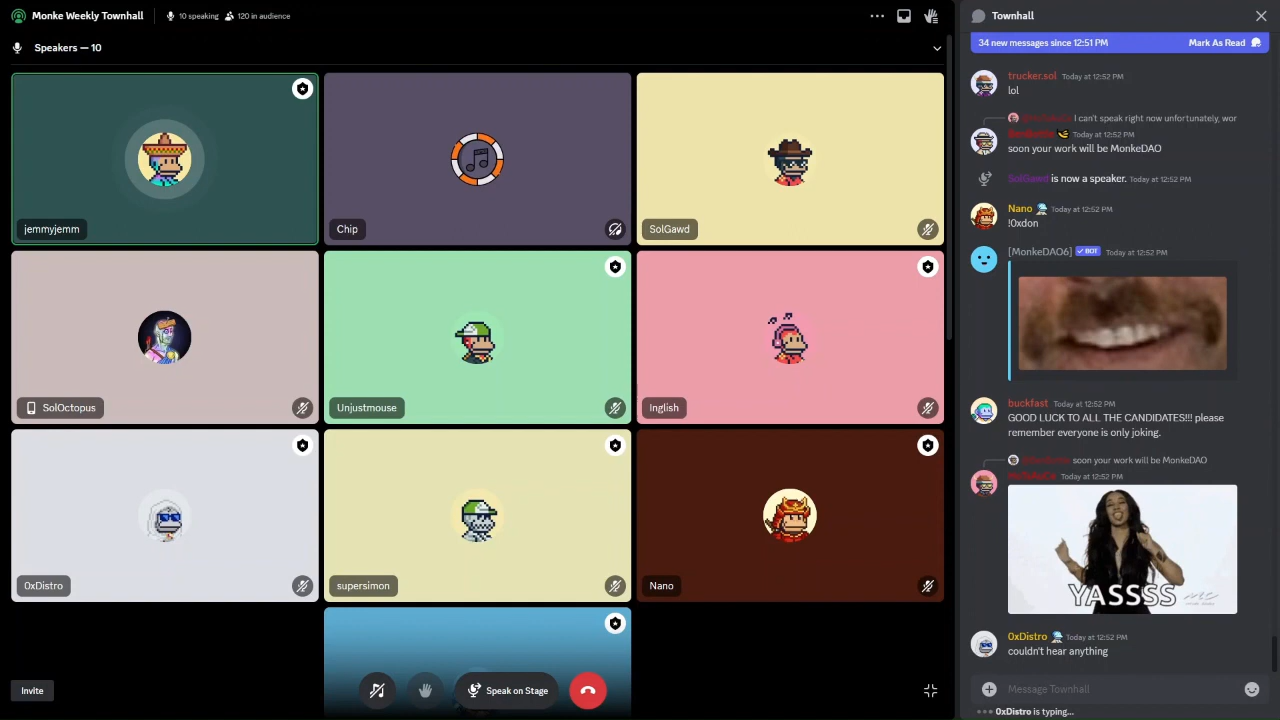 Monke Weekly Townhall
10 speaking
120 in audience
Speakers — 10
jemmyjemm
Chip
SolGawd
SolOctopus
Unjustmouse
Inglish
0xDistro
supersimon
Nano
Invite
Speak on Stage
Townhall
34 new messages since 12:51 PM
Mark As Read
trucker.sol Today at 12:52 PM
lol
I can't speak right now unfortunately, wor
Today at 12:52 PM
soon your work will be MonkeDAO
SolGawd is now a speaker. Today at 12:52 PM
Nano Today at 12:52 PM
!0xdon
[MonkeDAO6] BOT Today at 12:52 PM
buckfast Today at 12:52 PM
GOOD LUCK TO ALL THE CANDIDATES!!! please
remember everyone is only joking.
soon your work will be MonkeDAO
Today at 12:52 PM
YASSSS
0xDistro Today at 12:52 PM
couldn't hear anything
Message Townhall
0xDistro is typing...